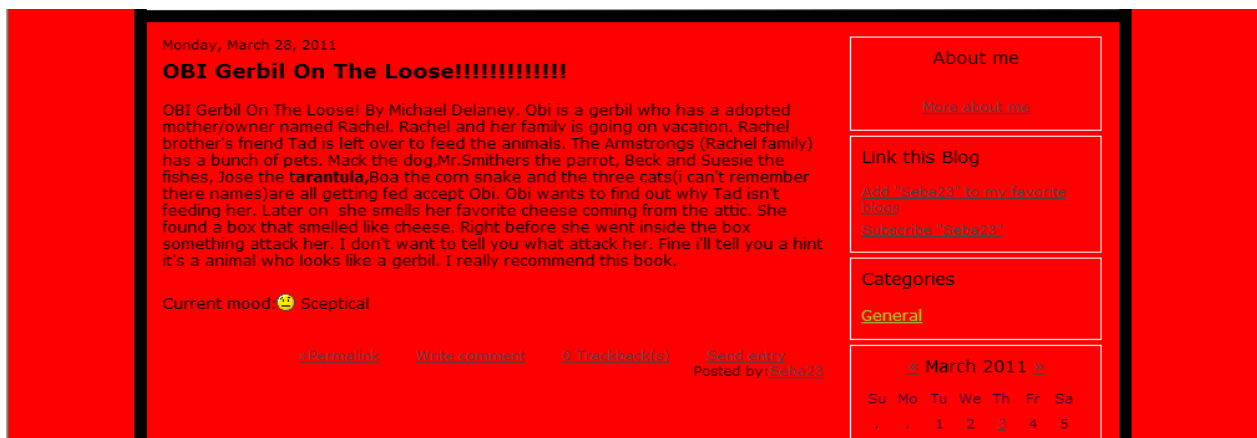 Monday, March 28, 2011
OBI Gerbil On The Loose!!!!!!!!!!!!!
OBI Gerbil On The Loose! By Michael Delaney. Obi is a gerbil who has a adopted
mother/owner named Rachel. Rachel and her family is going on vacation. Rachel
brother's friend Tad is left over to feed the animals. The Armstrongs (Rachel family)
has a bunch of pets. Mack the dog,Mr.Smithers the parrot, Beck and Suesie the
fishes, Jose the tarantula,Boa the corn snake and the three cats(i can't remember
there names)are all getting fed accept Obi. Obi wants to find out why Tad isn't
feeding her. Later on  she smells her favorite cheese coming from the attic. She
found a box that smelled like cheese. Right before she went inside the box
something attack her. I don't want to tell you what attack her. Fine i'll tell you a hint
it's a animal who looks like a gerbil. I really recommend this book.
Current mood: Sceptical
»Permalink Write comment 0 Trackback(s) Send entry
Posted by:Seba23
About me
More about me
Link this Blog
Add "Seba23" to my favorite
blogs
Subscribe "Seba23"
Categories
General
« March 2011 »
Su Mo Tu We Th Fr Sa
. . 1 2 3 4 5